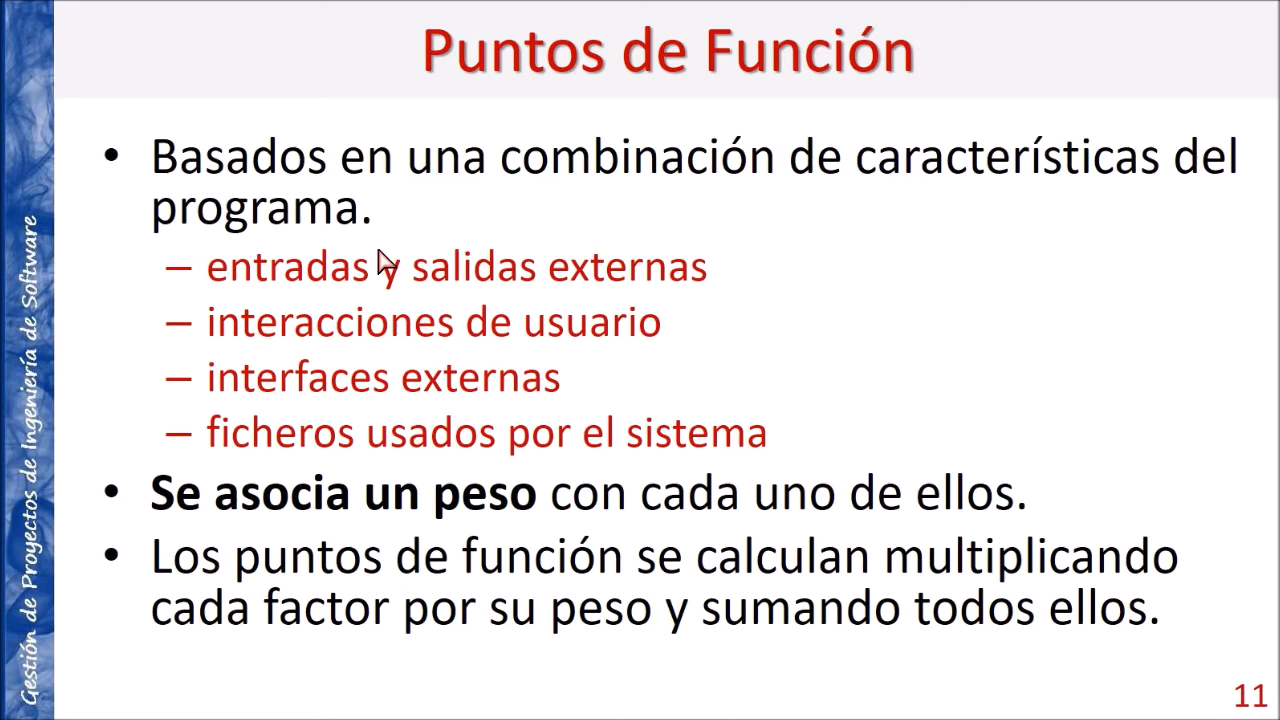 Puntos de Función
• Basados en una combinación de características del
programa.
– entradas y salidas externas
– interacciones de usuario
– interfaces externas
– ficheros usados por el sistema
• Se asocia un peso con cada uno de ellos.
• Los puntos de función se calculan multiplicando
cada factor por su peso y sumando todos ellos.
Gestión de Proyectos de Ingeniería de Software
11